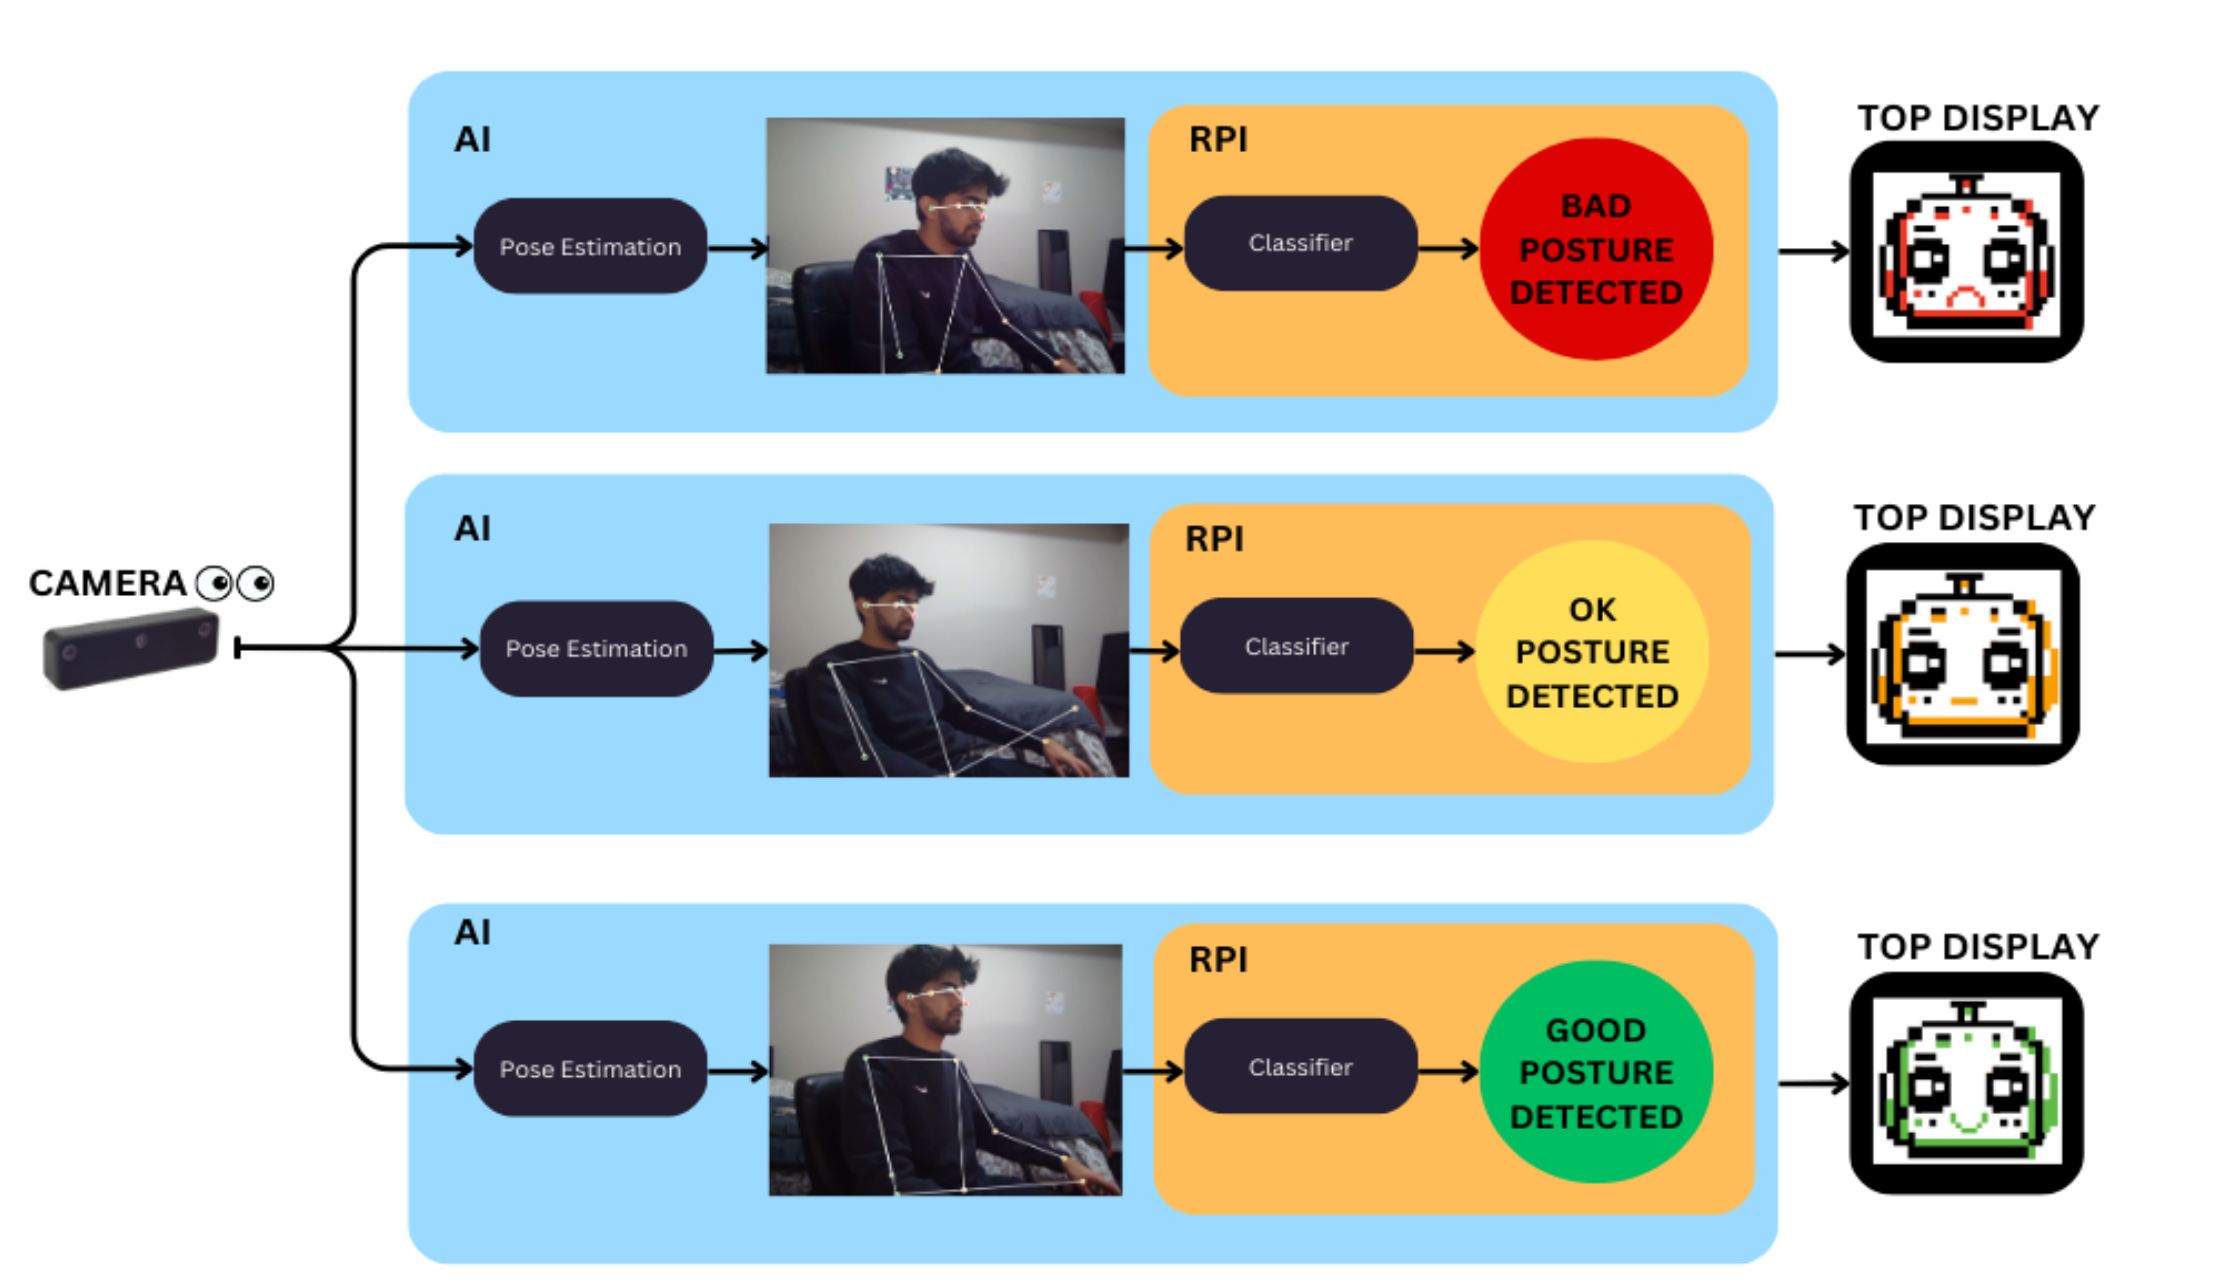 AI
RPI
TOP DISPLAY
Pose Estimation
Classifier
BAD
POSTURE
DETECTED
CAMERA
AI
RPI
TOP DISPLAY
Pose Estimation
Classifier
OK
POSTURE
DETECTED
AI
RPI
TOP DISPLAY
Pose Estimation
Classifier
GOOD
POSTURE
DETECTED